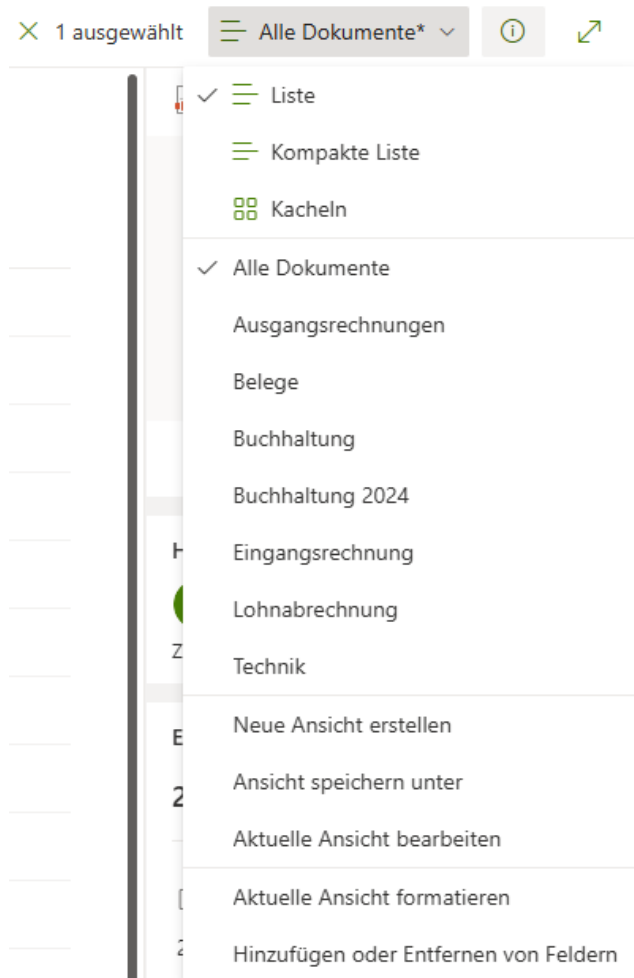 1 ausgewählt
Alle Dokumente*
Liste
Kompakte Liste
Kacheln
Alle Dokumente
Ausgangsrechnungen
Belege
Buchhaltung
Buchhaltung 2024
Eingangsrechnung
Lohnabrechnung
Technik
Neue Ansicht erstellen
Ansicht speichern unter
Aktuelle Ansicht bearbeiten
Aktuelle Ansicht formatieren
Hinzufügen oder Entfernen von Feldern